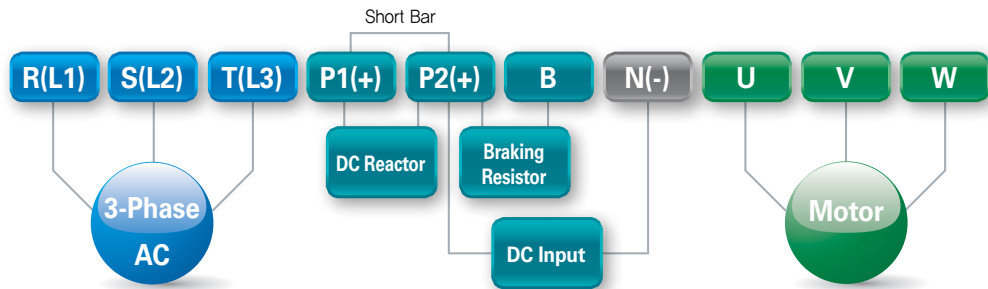 Short Bar
R(L1) S(L2) T(L3) P1(+) P2(+) B N(-) U V W
DC Reactor
Braking
Resistor
3-Phase
AC
Motor
DC Input